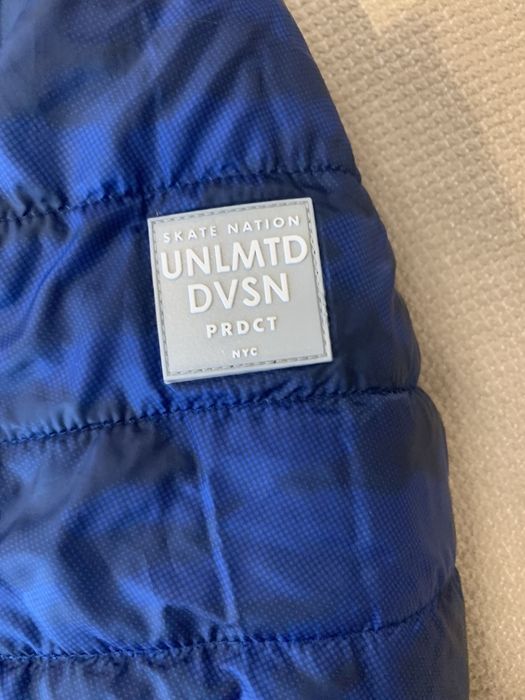 SKATE NATION
UNLMTD
DVSN
PRDCT
NYC